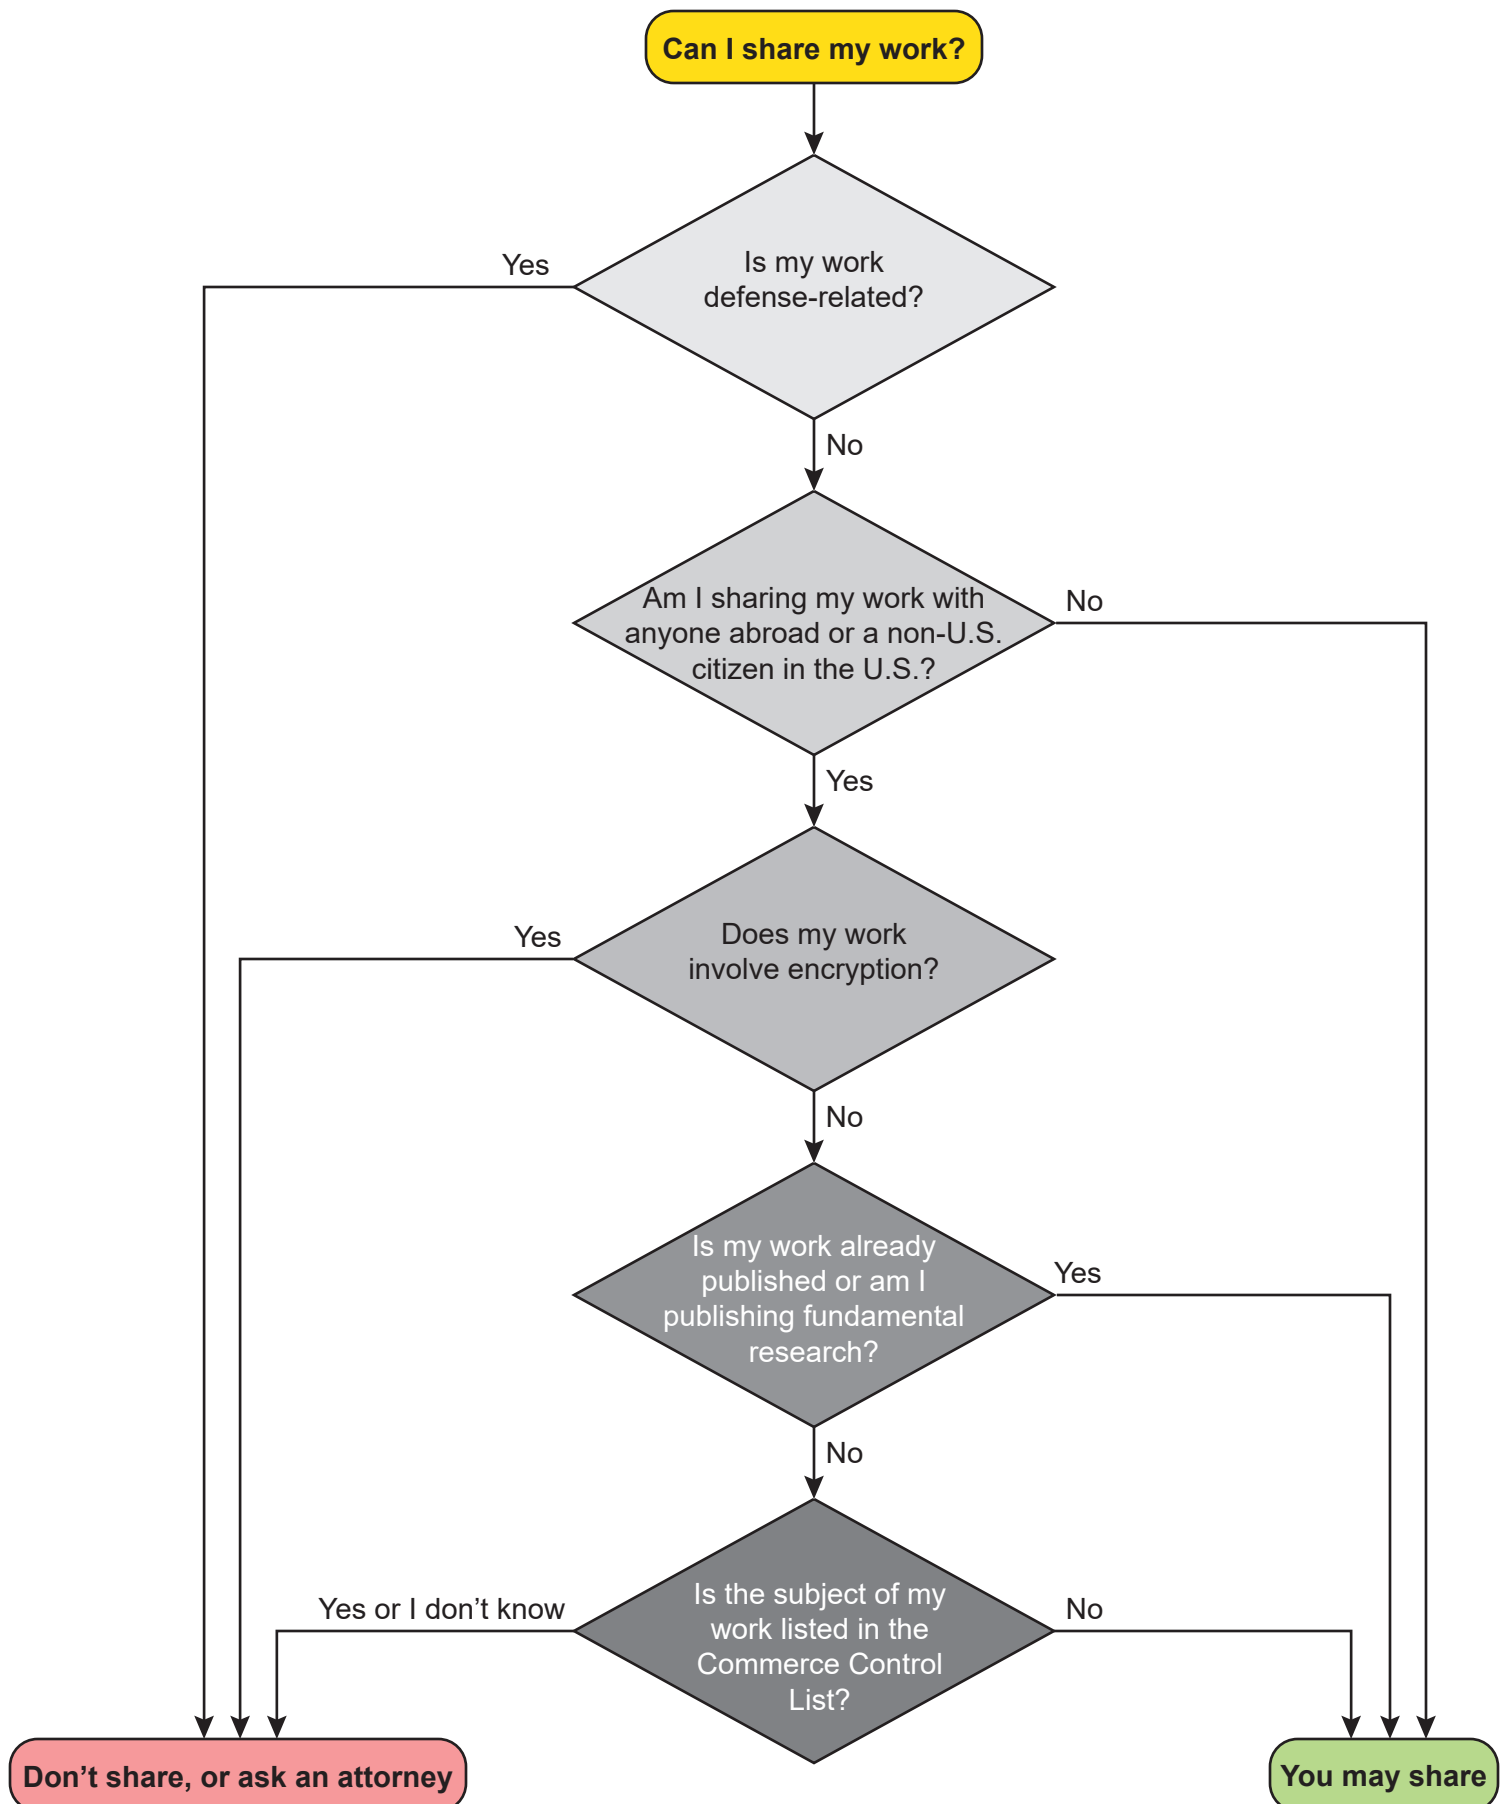 Can I share my work?
Yes
Is my work
defense-related?
No
Am I sharing my work with
anyone abroad or a non-U.S.
citizen in the U.S.?
No
Yes
Yes
Does my work
involve encryption?
No
Is my work already
published or am I
publishing fundamental
research?
Yes
No
Yes or I don’t know
Is the subject of my
work listed in the
Commerce Control
List?
No
Don’t share, or ask an attorney
You may share